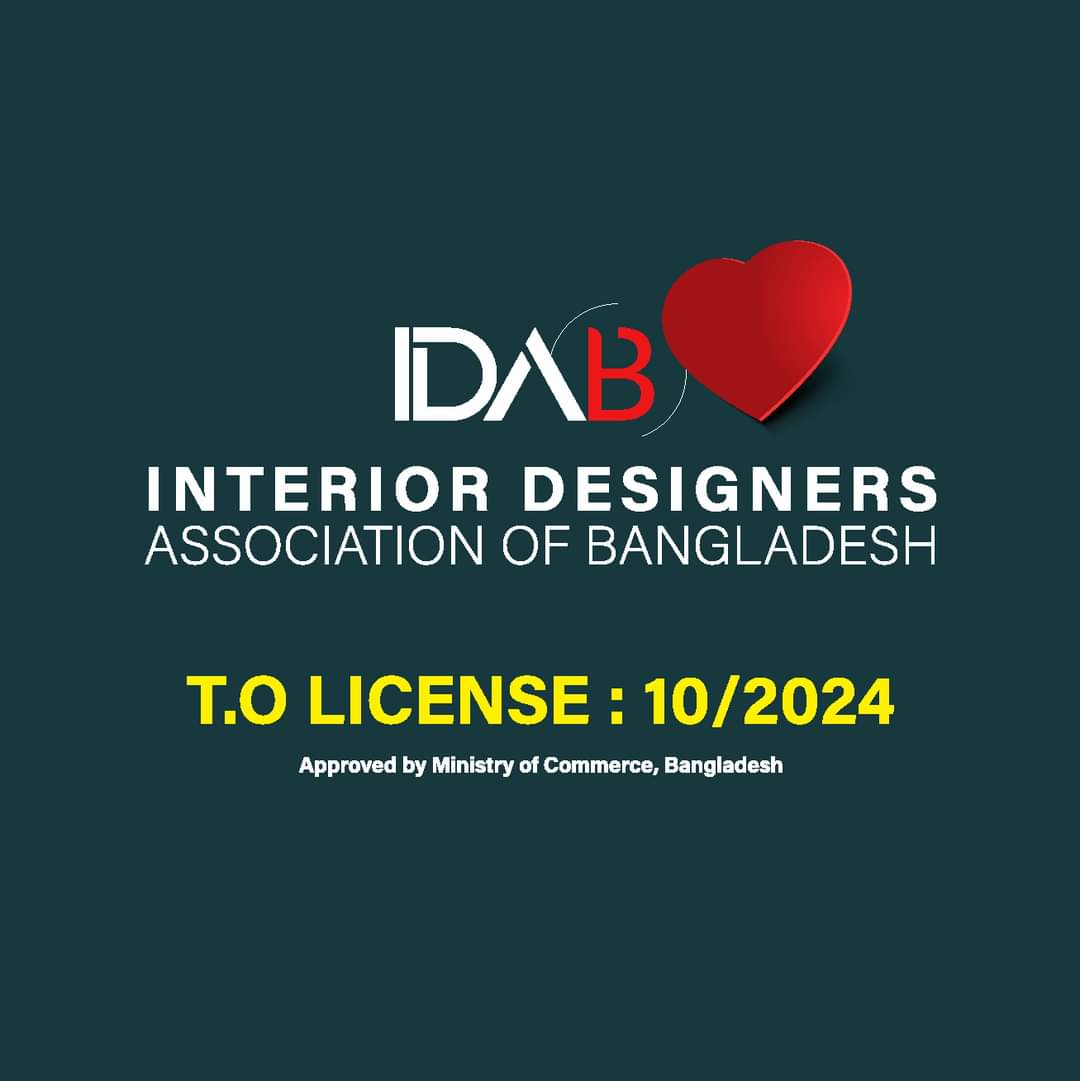 IDAB
INTERIOR DESIGNERS
ASSOCIATION OF BANGLADESH
T.O LICENSE : 10/2024
Approved by Ministry of Commerce, Bangladesh